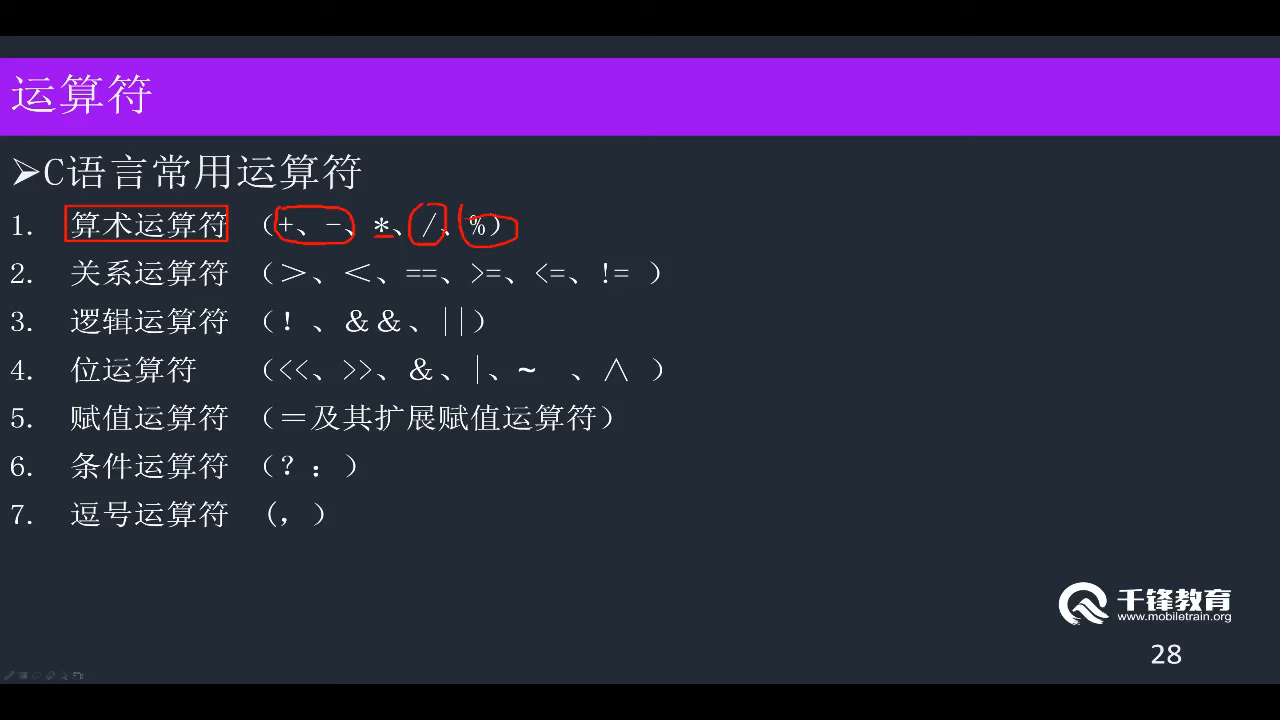 运算符
➢C语言常用运算符
1. 算术运算符 （+、-、*、/、%）
2. 关系运算符 （＞、＜、==、>=、<=、!= ）
3. 逻辑运算符 （！、＆＆、||）
4. 位运算符 （<<、>>、＆、|、~ 、∧ ）
5. 赋值运算符 （＝及其扩展赋值运算符）
6. 条件运算符 （？：）
7. 逗号运算符 (，）
千锋教育
www.mobiletrain.org
28